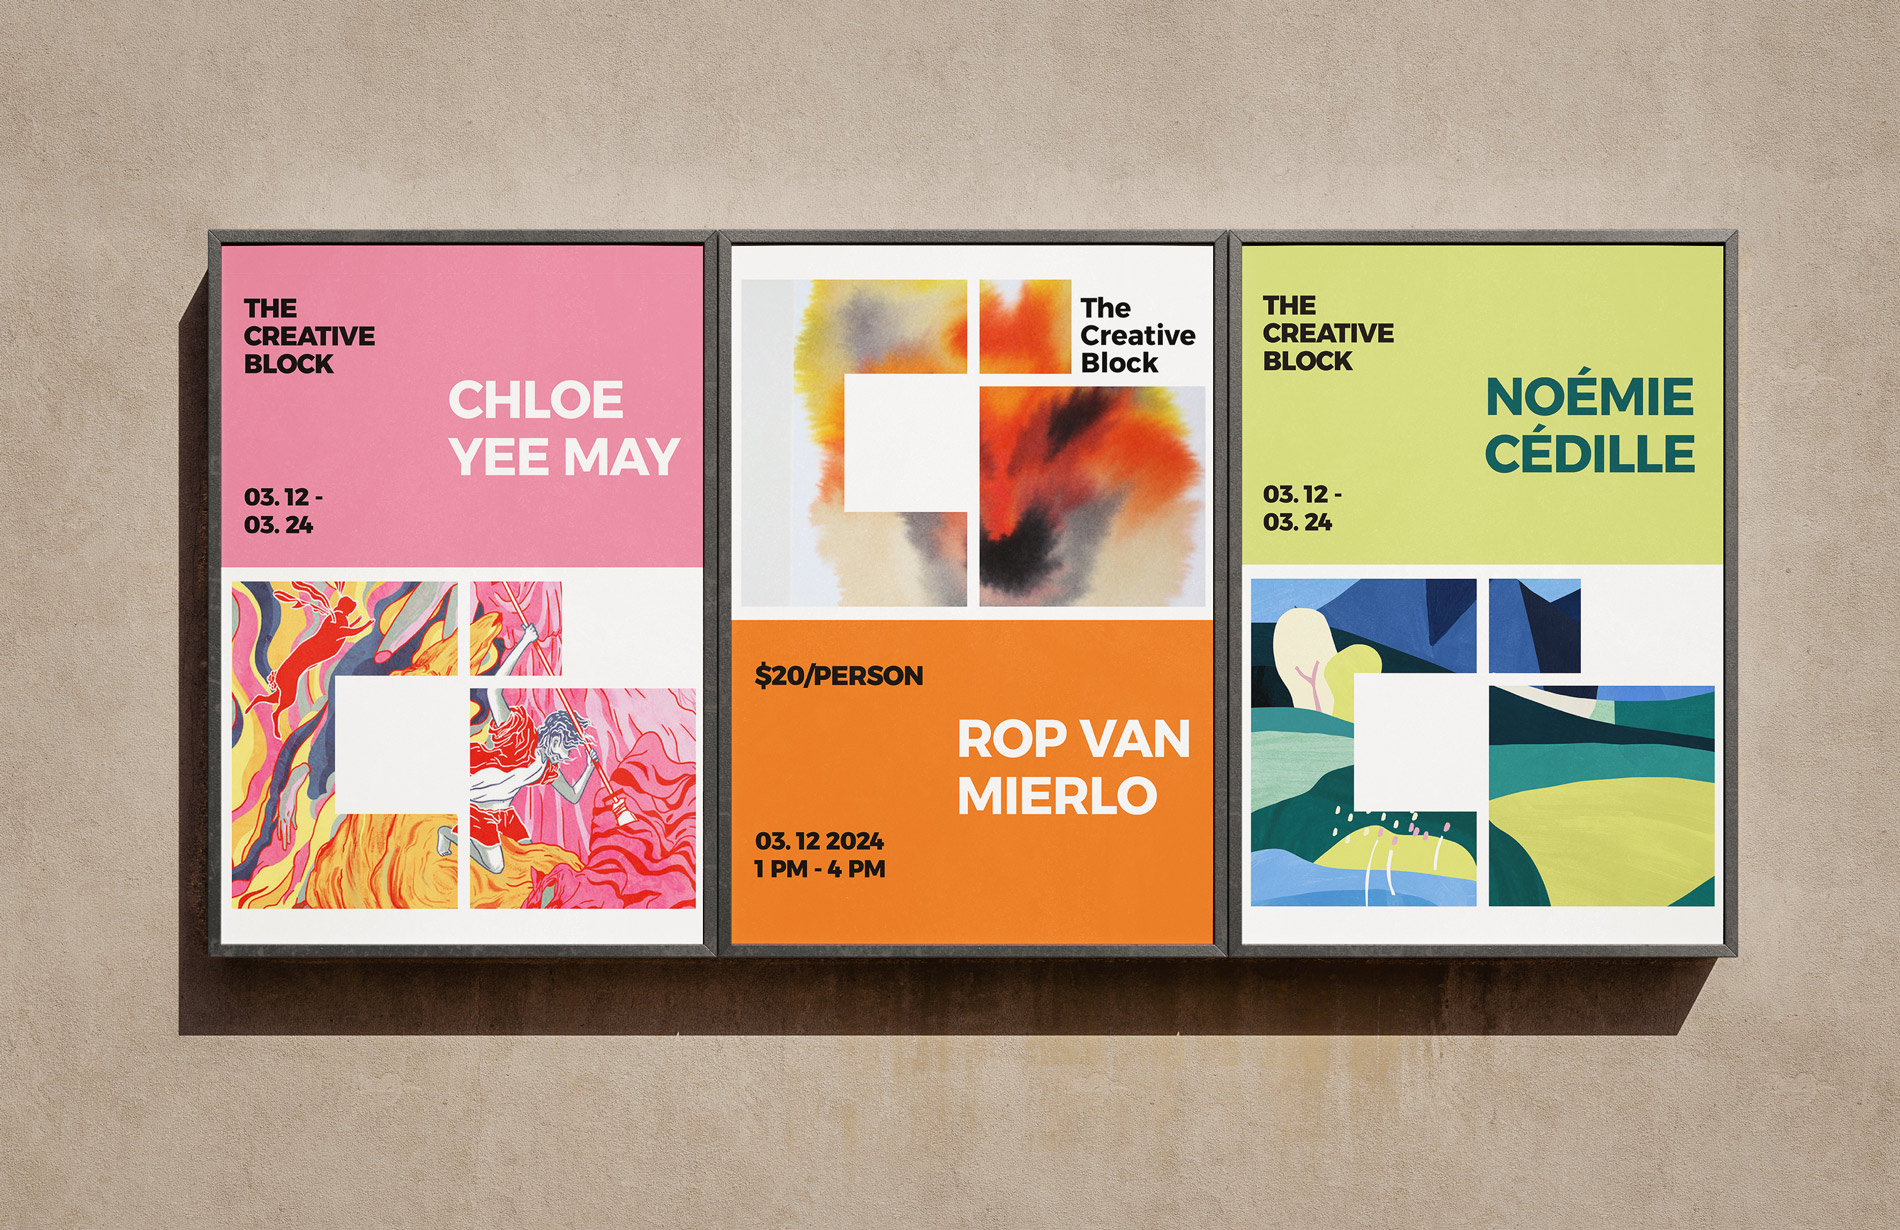 THE
CREATIVE
BLOCK
CHLOE
YEE MAY
03. 12 -
03. 24
The
Creative
Block
$20/PERSON
ROP VAN
MIERLO
03. 12 2024
1 PM - 4 PM
THE
CREATIVE
BLOCK
NOÉMIE
CÉDILLE
03. 12 -
03. 24